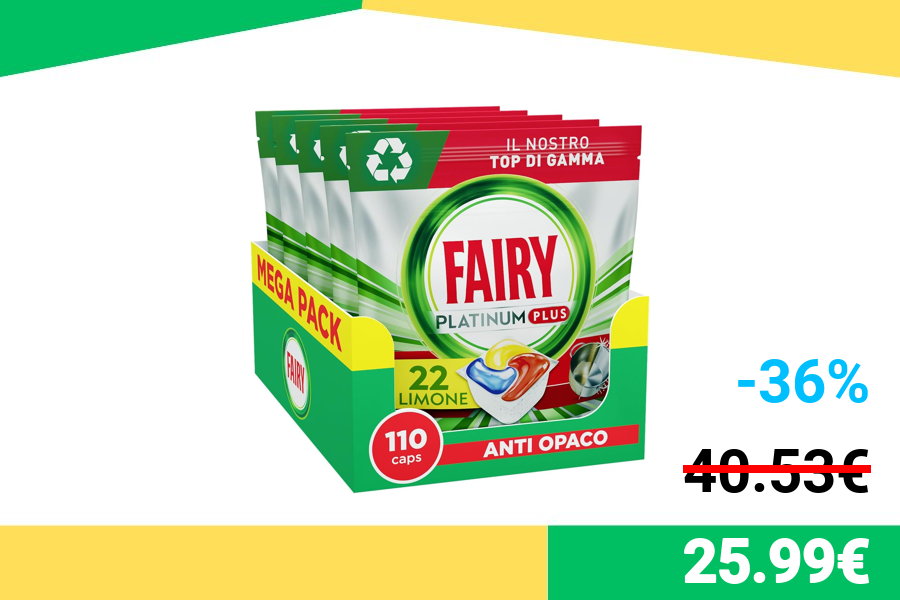 IL NOSTRO
TOP DI GAMMA
FAIRY
PLATINUM PLUS
MEGA PACK
FAIRY
22
LIMONE
110
caps
ANTI OPACO
-36%
40.53€
25.99€